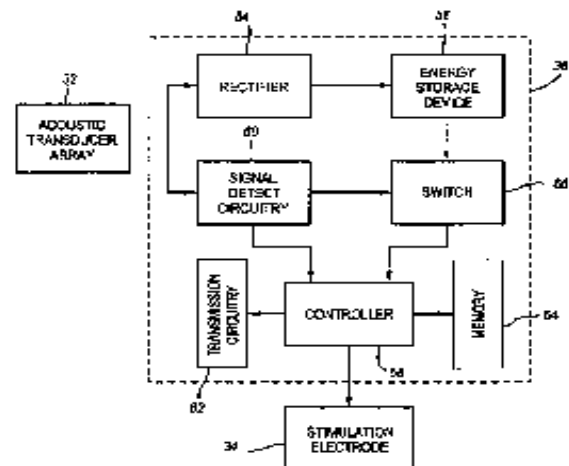 RECTIFIER
ENERGY
STORAGE
DEVICE
ACOUSTIC
TRANSDUCER
ARRAY
SIGNAL
DETECT
CIRCUITRY
SWITCH
TRANSMISSION
CIRCUITRY
CONTROLLER
MEMORY
64
62
STIMULATION
ELECTRODE
34